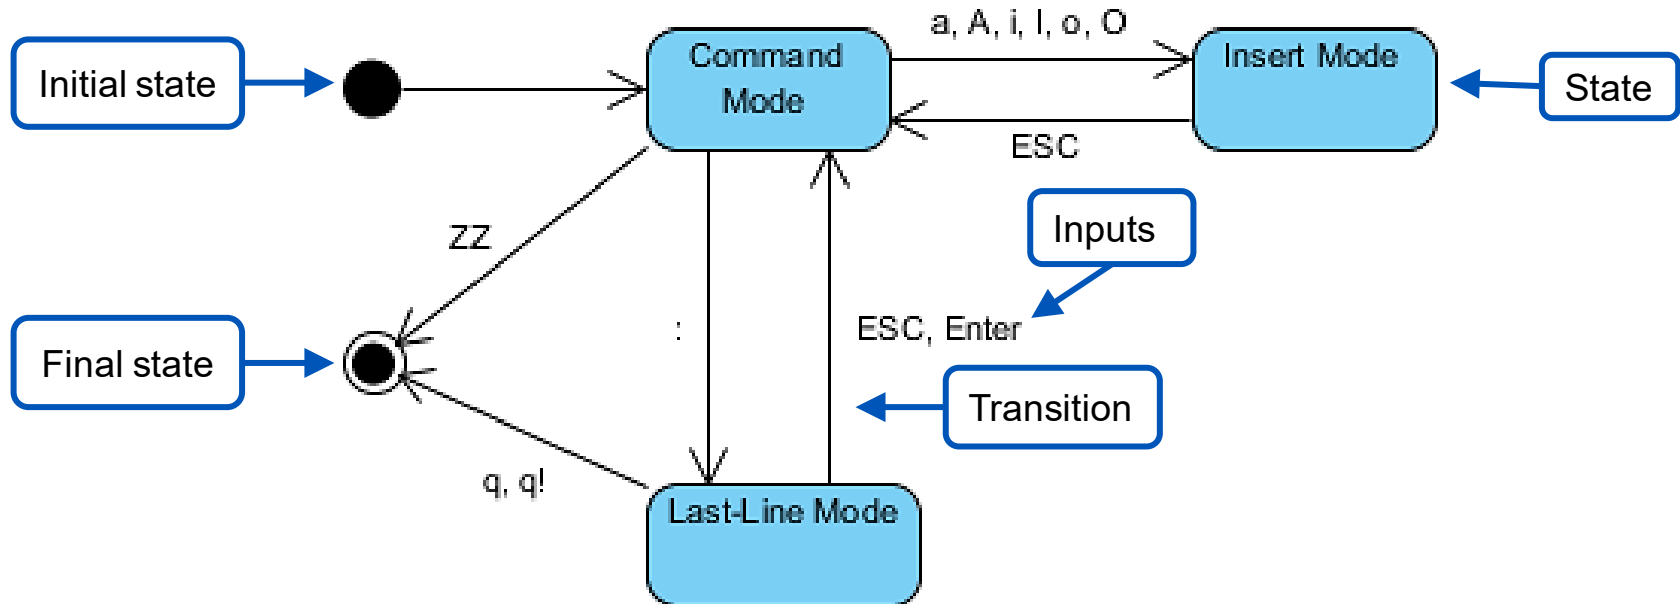 a, A, i, I, o, O
Initial state
Command
Mode
Insert Mode
State
ESC
Inputs
ZZ
:
ESC, Enter
Final state
Transition
q, q!
Last-Line Mode